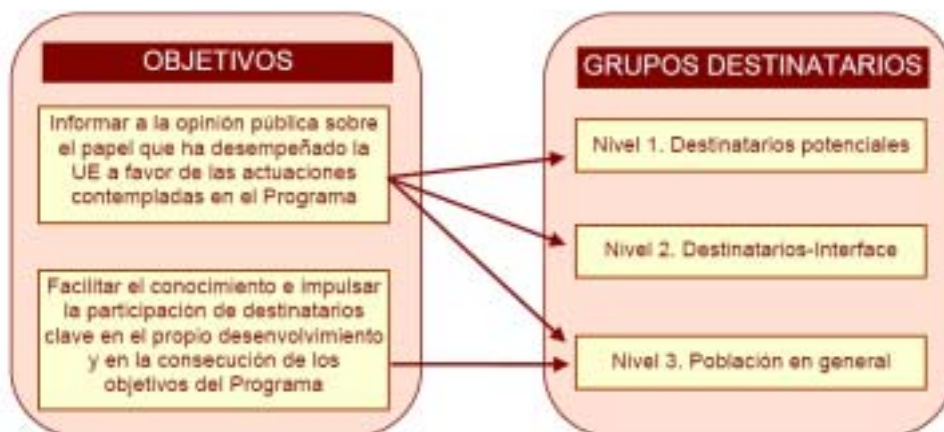 OBJETIVOS
Informar a la opinión pública sobre
el papel que ha desempeñado la
UE a favor de las actuaciones
contempladas en el Programa
Facilitar el conocimiento e impulsar
la participación de destinatarios
clave en el propio desenvolvimiento
y en la consecución de los
objetivos del Programa
GRUPOS DESTINATARIOS
Nivel 1. Destinatarios potenciales
Nivel 2. Destinatarios-Interface
Nivel 3. Población en general